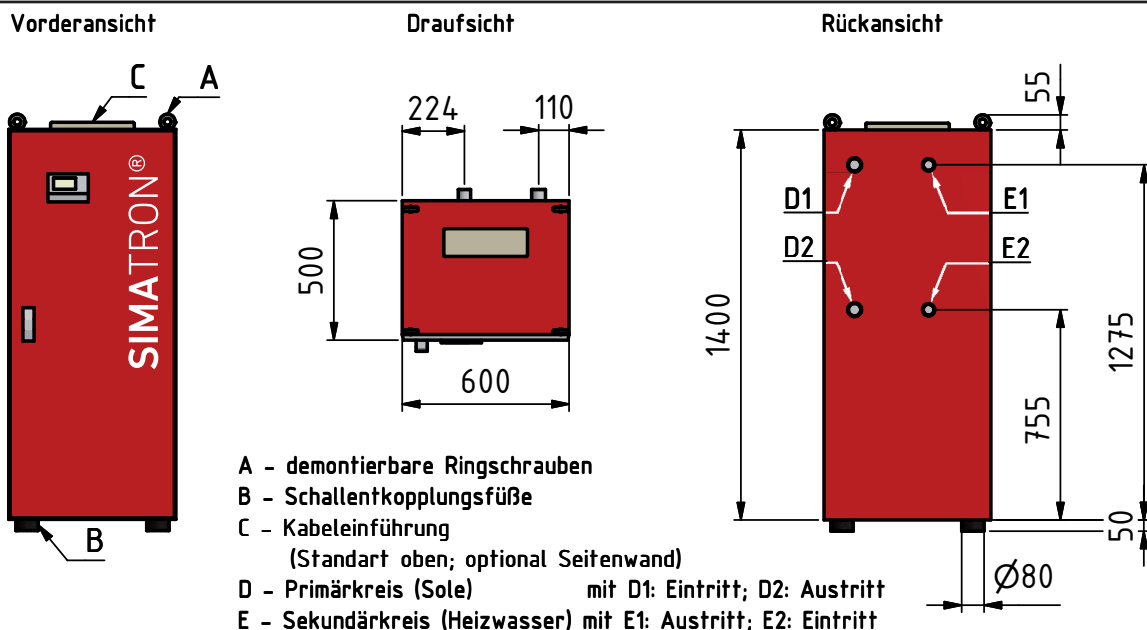 Vorderansicht
Draufsicht
Rückansicht
C
A
SIMATRON®
B
224
110
500
600
55
D1
E1
D2
E2
1400
1275
755
50
Ø80
A - demontierbare Ringschrauben
B - Schallentkopplungsfüße
C - Kabeleinführung
(Standart oben; optional Seitenwand)
D - Primärkreis (Sole) mit D1: Eintritt; D2: Austritt
E - Sekundärkreis (Heizwasser) mit E1: Austritt; E2: Eintritt